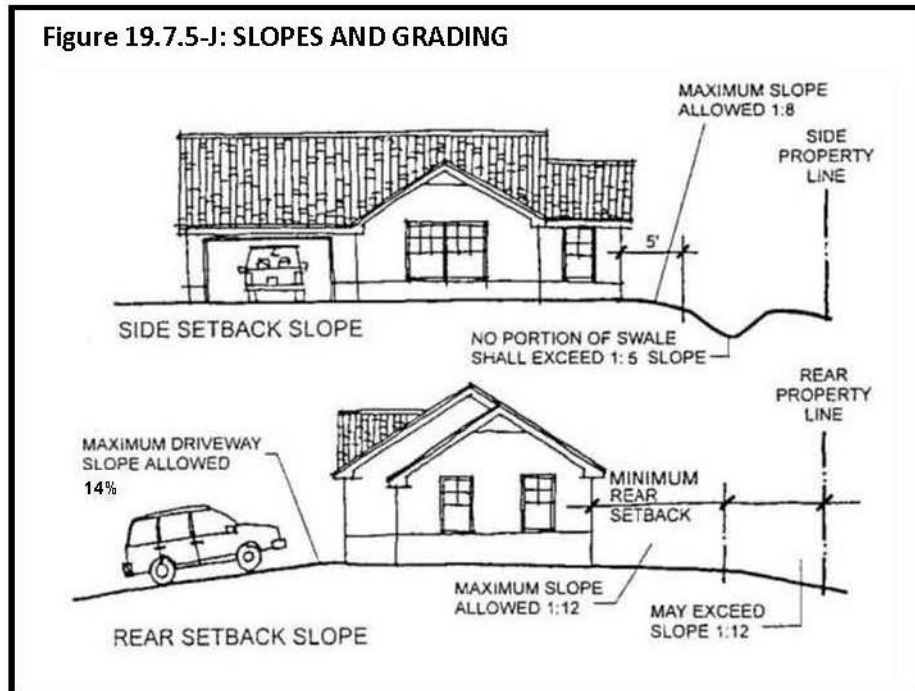 Figure 19.7.5-J: SLOPES AND GRADING
MAXIMUM SLOPE
ALLOWED 1:8
SIDE
PROPERTY
LINE
5'
SIDE SETBACK SLOPE
NO PORTION OF SWALE
SHALL EXCEED 1: 5 SLOPE
REAR
PROPERTY
LINE
MAXIMUM DRIVEWAY
SLOPE ALLOWED
14%
MINIMUM
REAR
SETBACK
MAXIMUM SLOPE
ALLOWED 1:12
MAY EXCEED
SLOPE 1:12
REAR SETBACK SLOPE